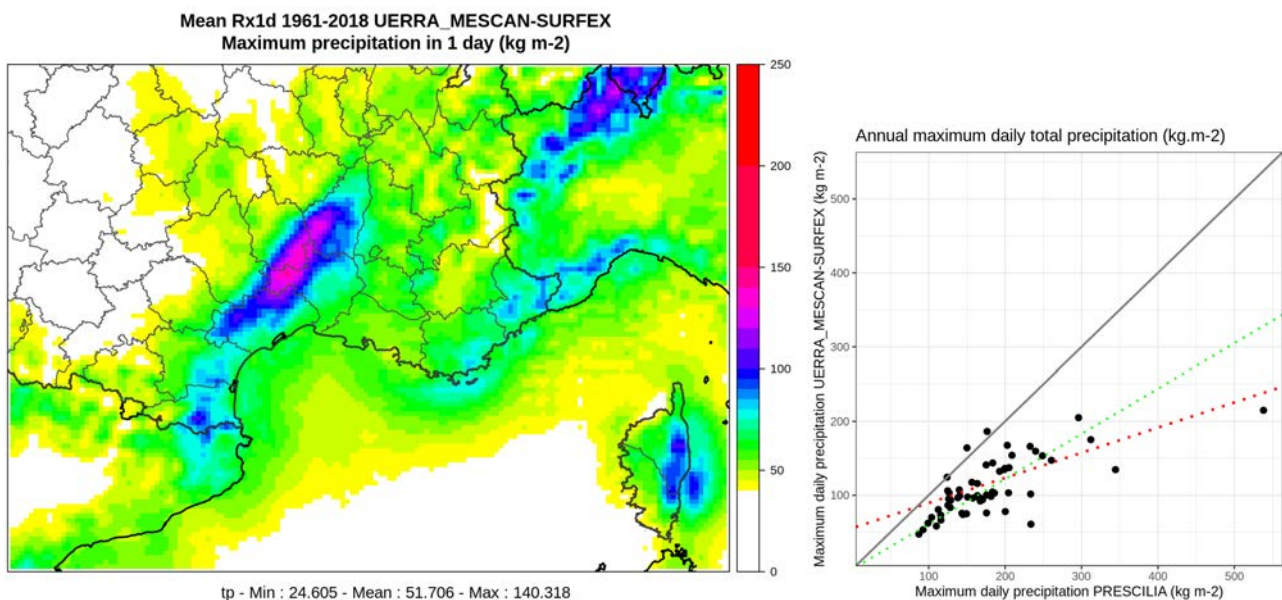 Mean Rx1d 1961-2018 UERRA_MESCAN-SURFEX
Maximum precipitation in 1 day (kg m-2)
250
200
150
100
50
0
tp - Min : 24.605 - Mean : 51.706 - Max : 140.318
Annual maximum daily total precipitation (kg.m-2)
Maximum daily precipitation UERRA_MESCAN-SURFEX (kg m-2)
500
400
300
200
100
100
200
300
400
500
Maximum daily precipitation PRESCILIA (kg m-2)